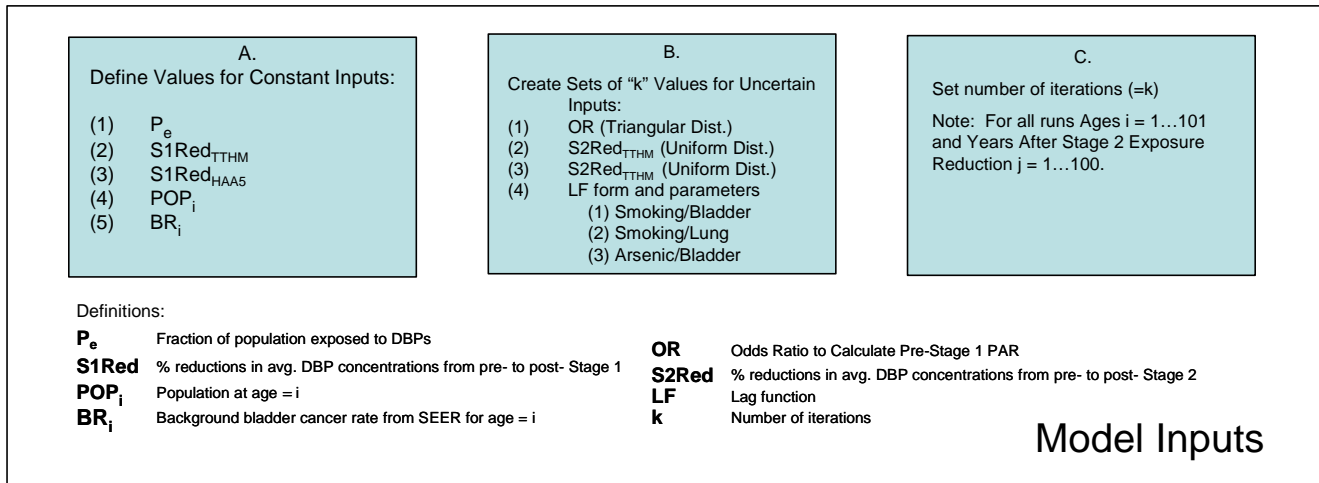 A.
Define Values for Constant Inputs:
(1) Pe
(2) S1RedTTHM
(3) S1RedHAA5
(4) POPi
(5) BRi
B.
Create Sets of “k” Values for Uncertain
Inputs:
(1) OR (Triangular Dist.)
(2) S2RedTTHM (Uniform Dist.)
(3) S2RedTTHM (Uniform Dist.)
(4) LF form and parameters
(1) Smoking/Bladder
(2) Smoking/Lung
(3) Arsenic/Bladder
C.
Set number of iterations (=k)
Note: For all runs Ages i = 1…101
and Years After Stage 2 Exposure
Reduction j = 1…100.
Definitions:
Pe Fraction of population exposed to DBPs
S1Red % reductions in avg. DBP concentrations from pre- to post- Stage 1
POPi Population at age = i
BRi Background bladder cancer rate from SEER for age = i
OR Odds Ratio to Calculate Pre-Stage 1 PAR
S2Red % reductions in avg. DBP concentrations from pre- to post- Stage 2
LF Lag function
k Number of iterations
Model Inputs